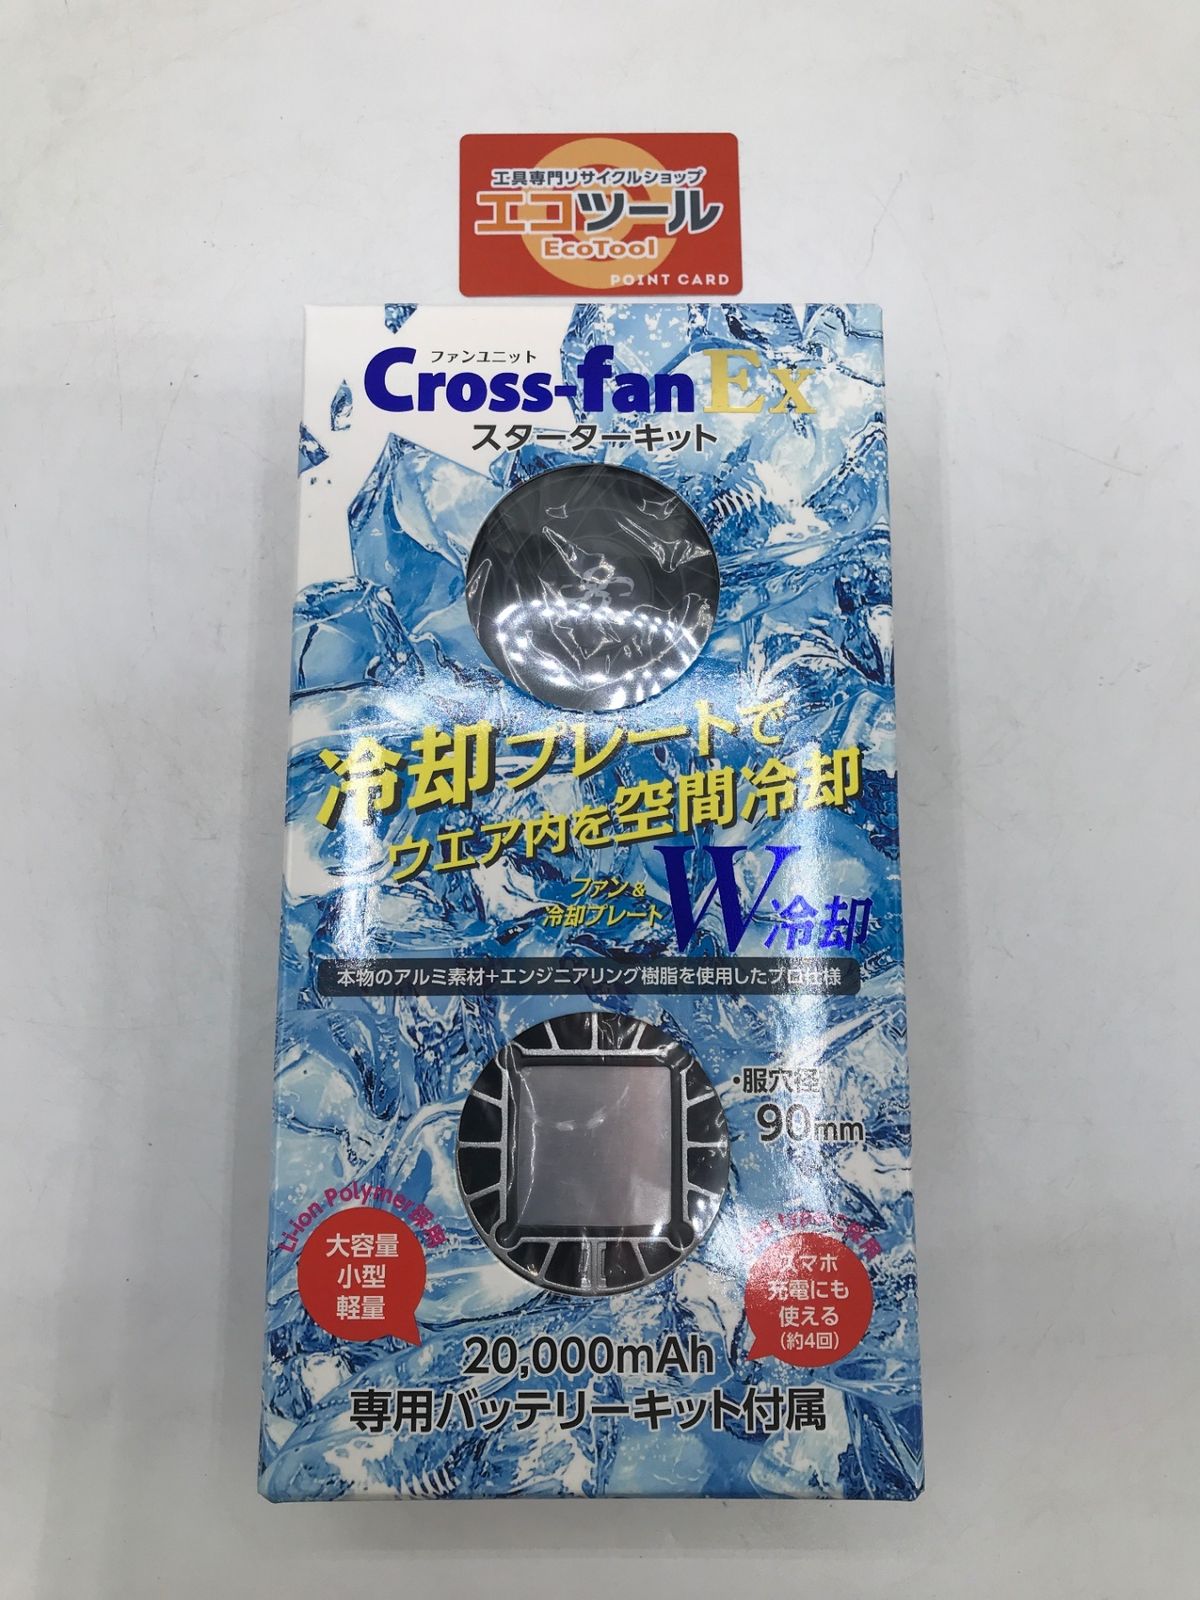 工具専門リサイクルショップ
エコツール
EcoTool
POINT CARD
ファンユニット
Cross-fan Ex
スターターキット
冷却プレートで
ウエア内を空間冷却
ファン&
冷却プレート
W冷却
本物のアルミ素材+エンジニアリング樹脂を使用したプロ仕様
・服穴径
90mm
Li-ion Polymer採用
大容量
小型
軽量
スマホ
充電にも
使える
(約4回)
20,000mAh
専用バッテリーキット付属